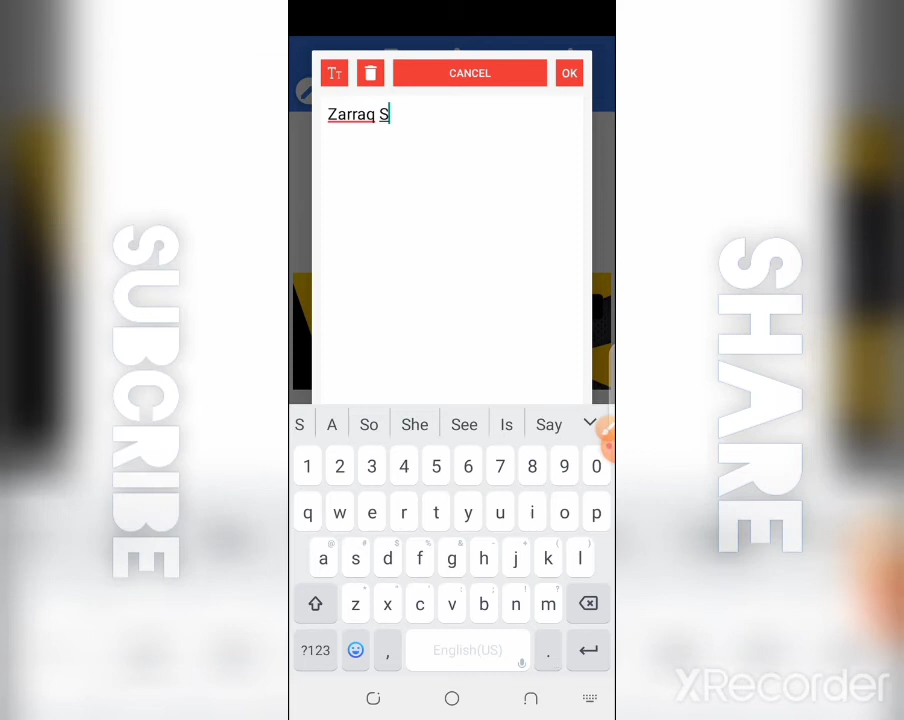 Tт CANCEL OK
Zarraq S
SUBCRIBE
SHARE
S A So She See Is Say
1 2 3 4 5 6 7 8 9 0
q w e r t y u i o p
@ # $ % & - + ( )
a s d f g h j k l
* " ' : ; ! ?
z x c v b n m
?123 , English(US) .
XRecorder